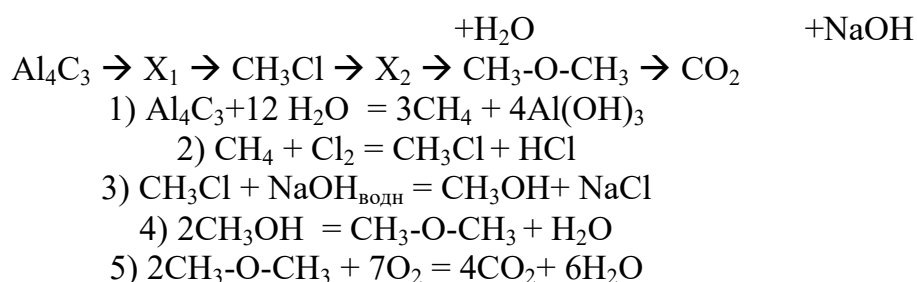 +H₂O +NaOH
Al₄C₃ → X₁ → CH₃Cl → X₂ → CH₃-O-CH₃ → CO₂
1) Al₄C₃+12 H₂O = 3CH₄ + 4Al(OH)₃
2) CH₄ + Cl₂ = CH₃Cl + HCl
3) CH₃Cl + NaOHводн = CH₃OH+ NaCl
4) 2CH₃OH = CH₃-O-CH₃ + H₂O
5) 2CH₃-O-CH₃ + 7O₂ = 4CO₂+ 6H₂O